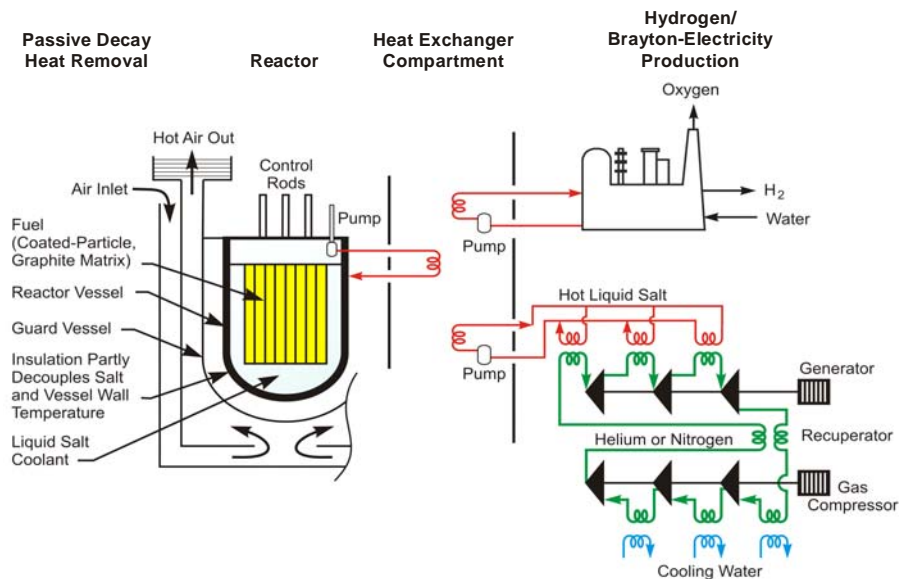 Passive Decay
Heat Removal
Reactor
Heat Exchanger
Compartment
Hydrogen/
Brayton-Electricity
Production
Oxygen
Hot Air Out
Control
Rods
Air Inlet
Pump
H2
Water
Pump
Fuel
(Coated-Particle,
Graphite Matrix)
Reactor Vessel
Guard Vessel
Insulation Partly
Decouples Salt
and Vessel Wall
Temperature
Liquid Salt
Coolant
Hot Liquid Salt
Pump
Generator
Helium or Nitrogen
Recuperator
Gas
Compressor
Cooling Water